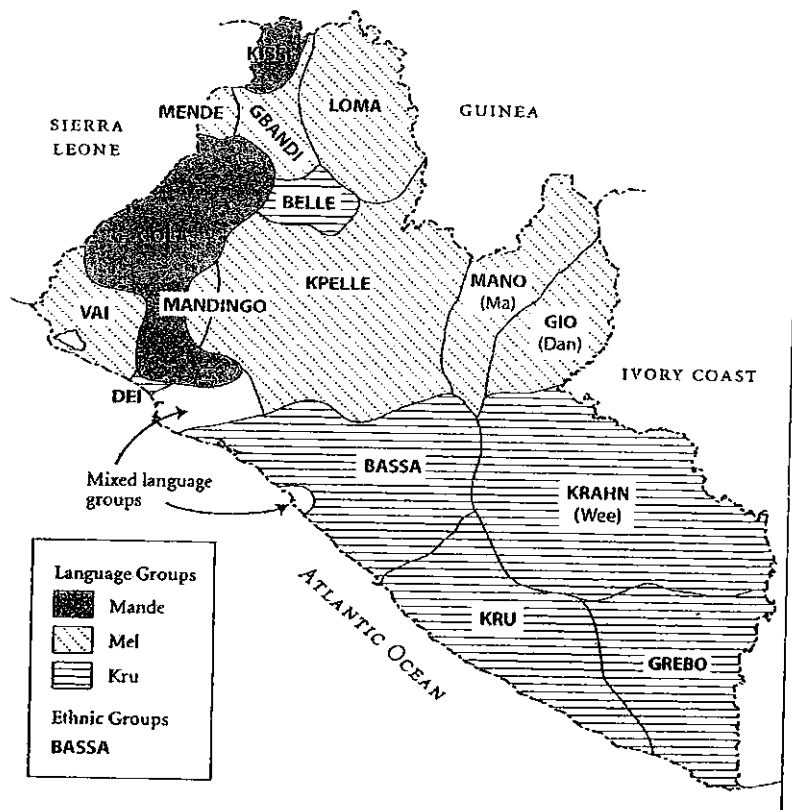 KISSI
LOMA
MENDE
GBANDI
GUINEA
SIERRA
LEONE
BELLE
KPELLE
MANO
(Ma)
MANDINGO
VAI
GIO
(Dan)
IVORY COAST
DEI
BASSA
Mixed language
groups
KRAHN
(Wee)
ATLANTIC OCEAN
KRU
GREBO
Language Groups
Mande
Mel
Kru
Ethnic Groups
BASSA